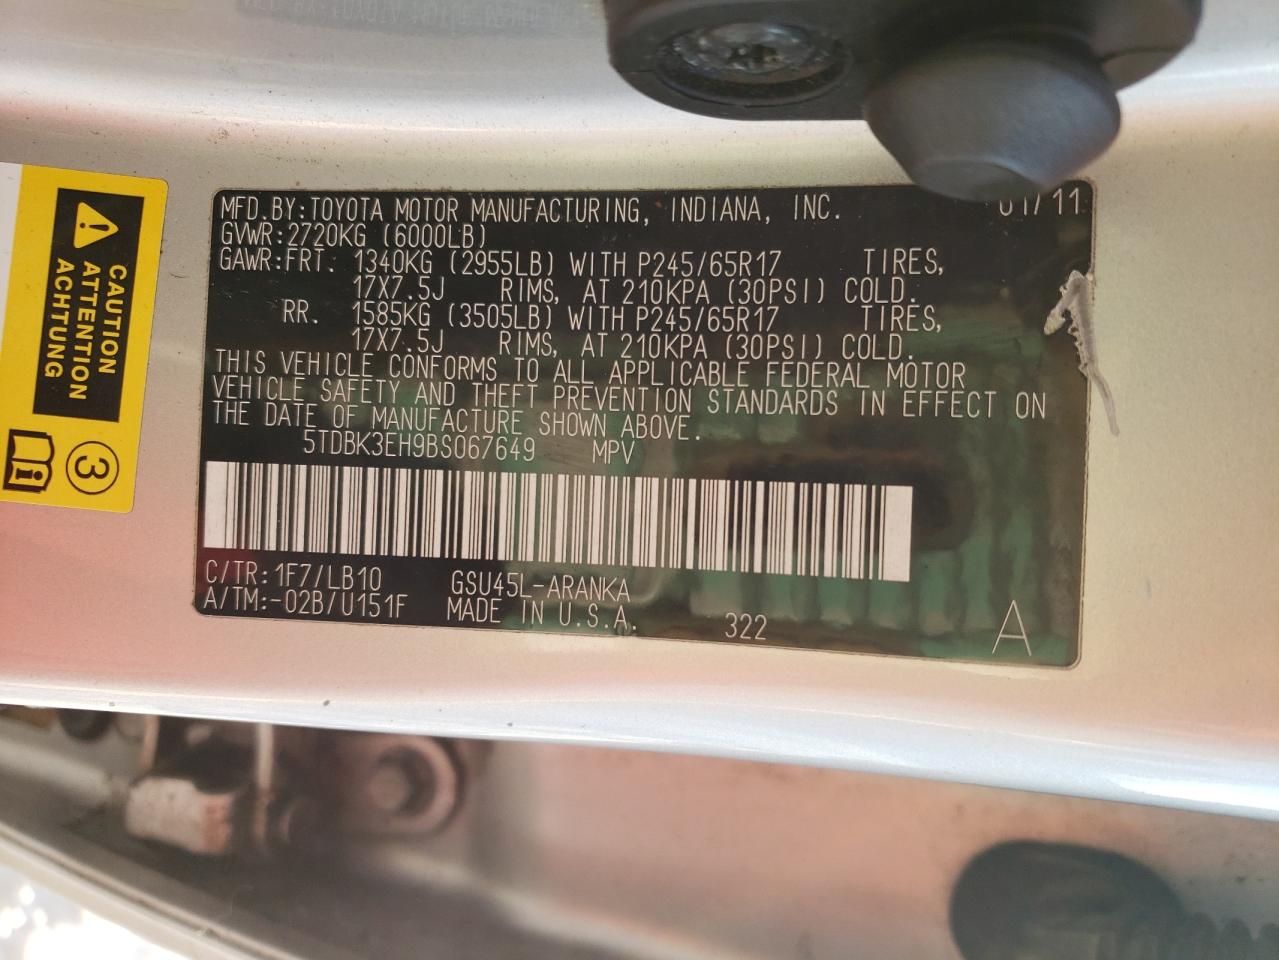 MFD.BY:TOYOTA MOTOR MANUFACTURING, INDIANA, INC. 01/11
GVWR:2720KG (6000LB)
GAWR:FRT. 1340KG (2955LB) WITH P245/65R17 TIRES,
17X7.5J RIMS, AT 210KPA (30PSI) COLD.
RR. 1585KG (3505LB) WITH P245/65R17 TIRES,
17X7.5J RIMS, AT 210KPA (30PSI) COLD.
THIS VEHICLE CONFORMS TO ALL APPLICABLE FEDERAL MOTOR
VEHICLE SAFETY AND THEFT PREVENTION STANDARDS IN EFFECT ON
THE DATE OF MANUFACTURE SHOWN ABOVE.
5TDBK3EH9BS067649 MPV
C/TR:1F7/LB10 GSU45L-ARANKA
A/TM:-02B/U151F MADE IN U.S.A. 322 A
CAUTION
ATTENTION
ACHTUNG
3